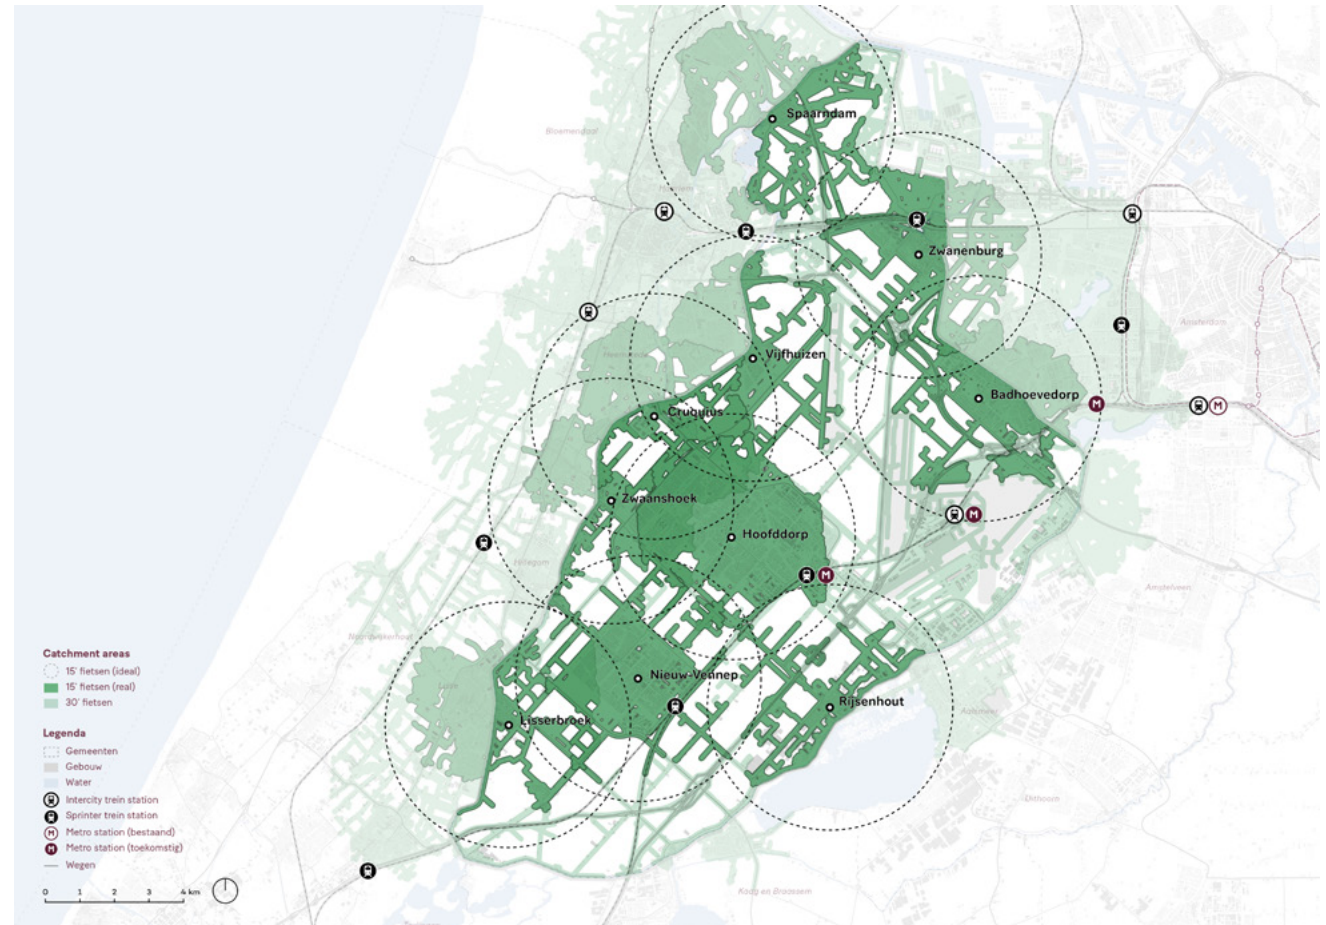 Spaarndam
Bloemendaal
Zwanenburg
Amsterdam
Vijfhuizen
Heemstede
Badhoevedorp
M
M
Cruquius
Zwaanshoek
M
Hoofddorp
Hillegom
M
Amstelveen
Noordwijkerhout
Catchment areas
15' fietsen (ideal)
15' fietsen (real)
30' fietsen
Nieuw-Vennep
Lisse
Rijsenhout
Aalsmeer
Lisserbroek
Legenda
Gemeenten
Gebouw
Water
Intercity trein station
Sprinter trein station
M Metro station (bestaand)
M Metro station (toekomstig)
Wegen
Uithoorn
0 1 2 3 4 km
Kaag en Braassem